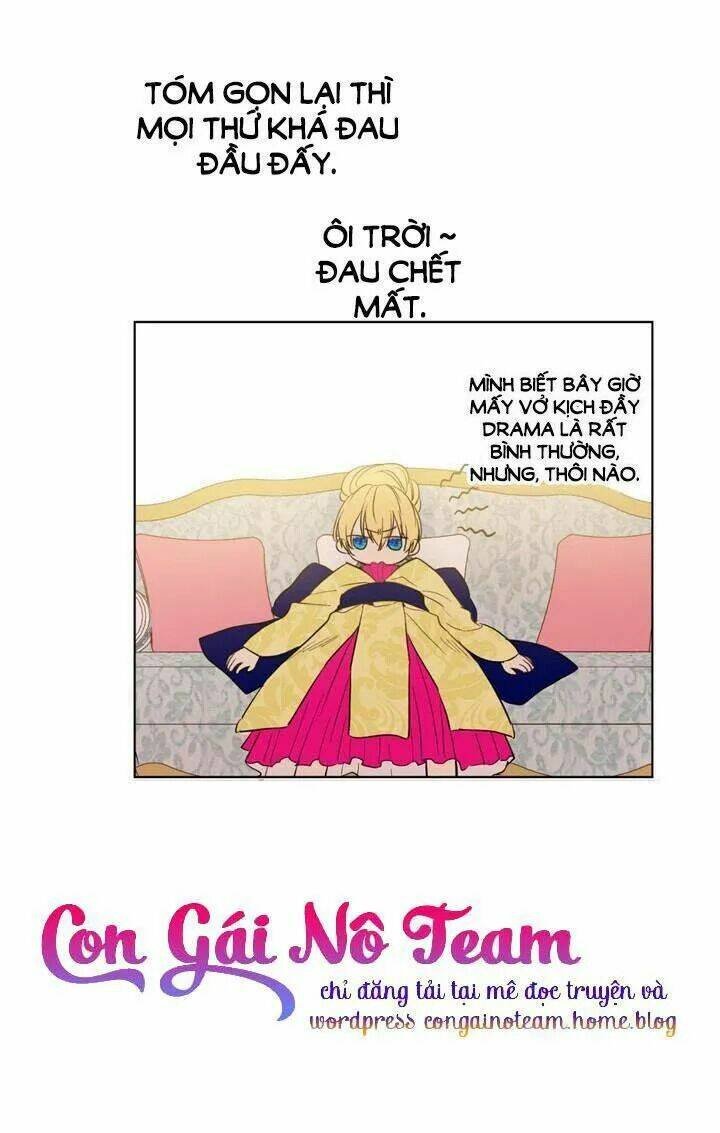 TÓM GỌN LẠI THÌ
MỌI THỨ KHÁ ĐAU
ĐẦU ĐẤY.
ÔI TRỜI ~
ĐAU CHẾT
MẤT.
MÌNH BIẾT BÂY GIỜ
MẤY VỞ KỊCH ĐẦY
DRAMA LÀ RẤT
BÌNH THƯỜNG,
NHƯNG, THÔI NÀO.
Con Gái Nô Team
chỉ đăng tải tại mê đọc truyện và
wordpress congainoteam.home.blog